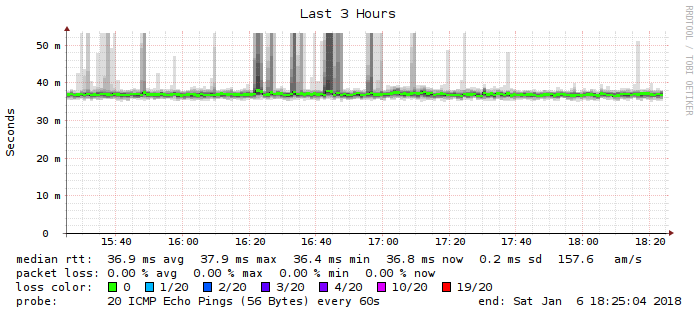 Last 3 Hours
RRDTOOL / TOBI OETIKER
Seconds
50 m
40 m
30 m
20 m
10 m
0
15:40 16:00 16:20 16:40 17:00 17:20 17:40 18:00 18:20
median rtt: 36.9 ms avg 37.9 ms max 36.4 ms min 36.8 ms now 0.2 ms sd 157.6 am/s
packet loss: 0.00 % avg 0.00 % max 0.00 % min 0.00 % now
loss color: 0 1/20 2/20 3/20 4/20 10/20 19/20
probe: 20 ICMP Echo Pings (56 Bytes) every 60s end: Sat Jan 6 18:25:04 2018